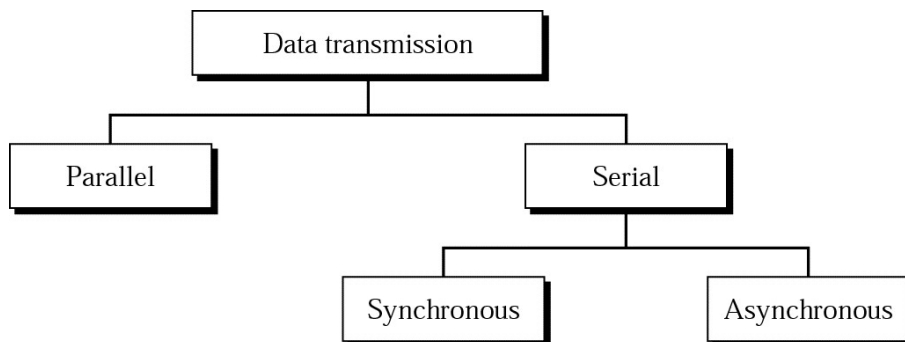 Data transmission
Parallel
Serial
Synchronous
Asynchronous